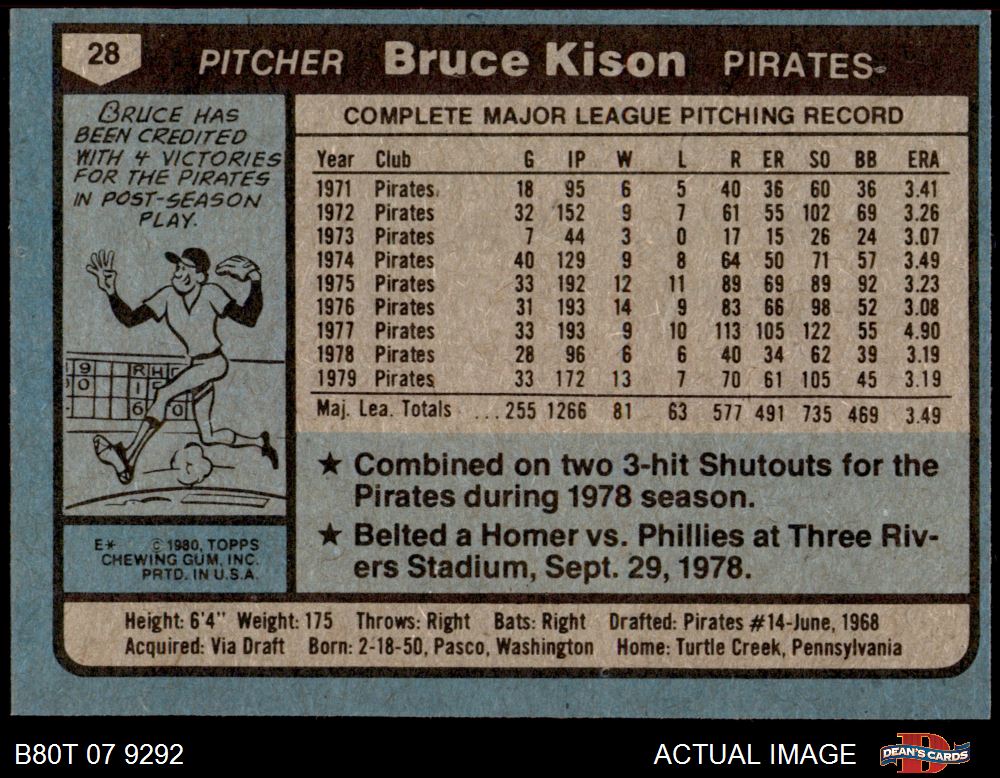 28 PITCHER Bruce Kison PIRATES
BRUCE HAS
BEEN CREDITED
WITH 4 VICTORIES
FOR THE PIRATES
IN POST-SEASON
PLAY.
9 R H
0 1
6 0
E* © 1980, TOPPS
CHEWING GUM, INC.
PRTD. IN U.S.A.
COMPLETE MAJOR LEAGUE PITCHING RECORD
Year Club G IP W L R ER SO BB ERA
1971 Pirates 18 95 6 5 40 36 60 36 3.41
1972 Pirates 32 152 9 7 61 55 102 69 3.26
1973 Pirates 7 44 3 0 17 15 26 24 3.07
1974 Pirates 40 129 9 8 64 50 71 57 3.49
1975 Pirates 33 192 12 11 89 69 89 92 3.23
1976 Pirates 31 193 14 9 83 66 98 52 3.08
1977 Pirates 33 193 9 10 113 105 122 55 4.90
1978 Pirates 28 96 6 6 40 34 62 39 3.19
1979 Pirates 33 172 13 7 70 61 105 45 3.19
Maj. Lea. Totals ...255 1266 81 63 577 491 735 469 3.49
★ Combined on two 3-hit Shutouts for the
Pirates during 1978 season.
★ Belted a Homer vs. Phillies at Three Riv-
ers Stadium, Sept. 29, 1978.
Height: 6'4" Weight: 175 Throws: Right Bats: Right Drafted: Pirates #14-June, 1968
Acquired: Via Draft Born: 2-18-50, Pasco, Washington Home: Turtle Creek, Pennsylvania
B80T 07 9292 ACTUAL IMAGE DEAN'S CARDS